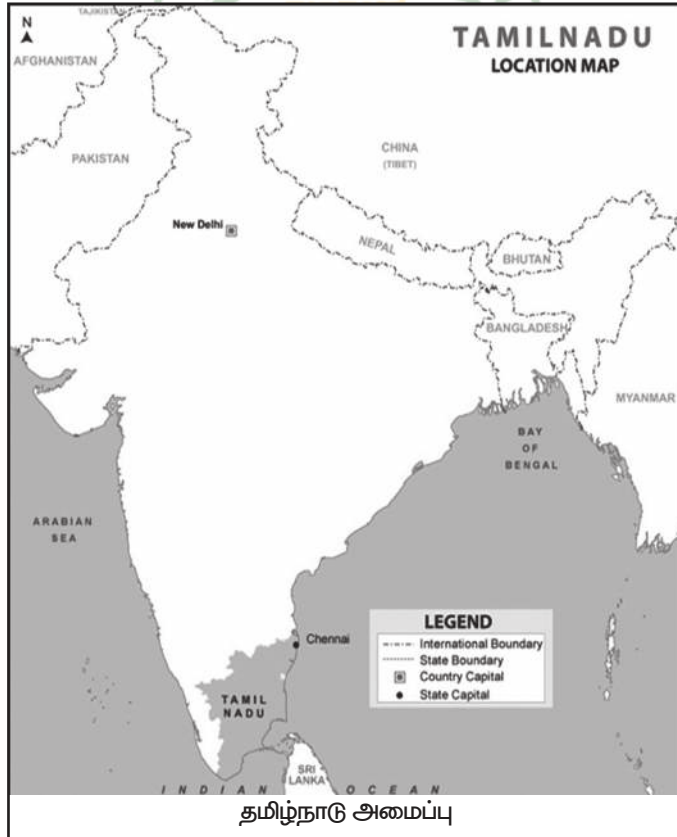 TAJIKISTAN
N
TAMILNADU
LOCATION MAP
AFGHANISTAN
PAKISTAN
CHINA
(TIBET)
New Delhi
NEPAL
BHUTAN
BANGLADESH
MYANMAR
BAY
OF
BENGAL
ARABIAN
SEA
LEGEND
International Boundary
State Boundary
Country Capital
State Capital
Chennai
TAMIL
NADU
SRI
LANKA
INDIAN OCEAN
தமிழ்நாடு அமைப்பு